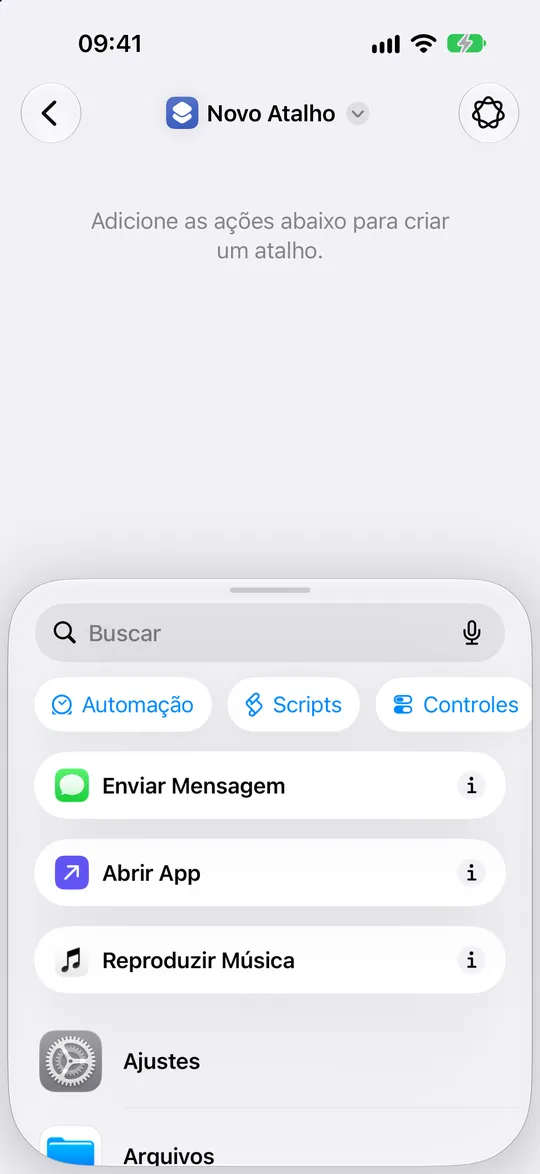 09:41
Novo Atalho
Adicione as ações abaixo para criar
um atalho.
Buscar
Automação
Scripts
Controles
Enviar Mensagem
Abrir App
Reproduzir Música
Ajustes
Arquivos